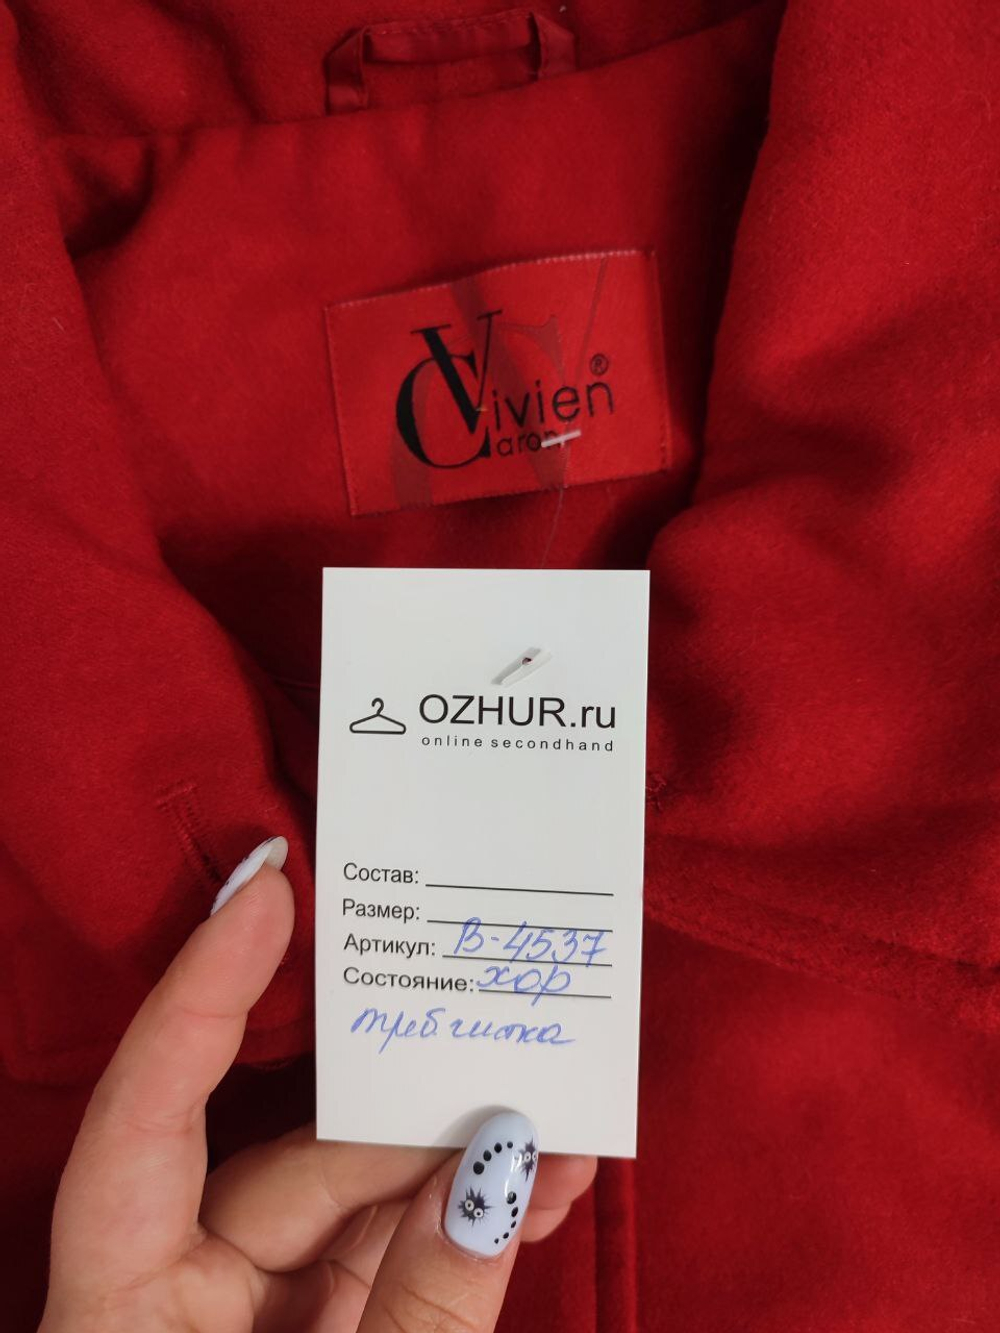 Vivien ®
Caron
OZHUR.ru
online secondhand
Состав:
Размер:
Артикул: В-4537
Состояние: хор
треб чистка